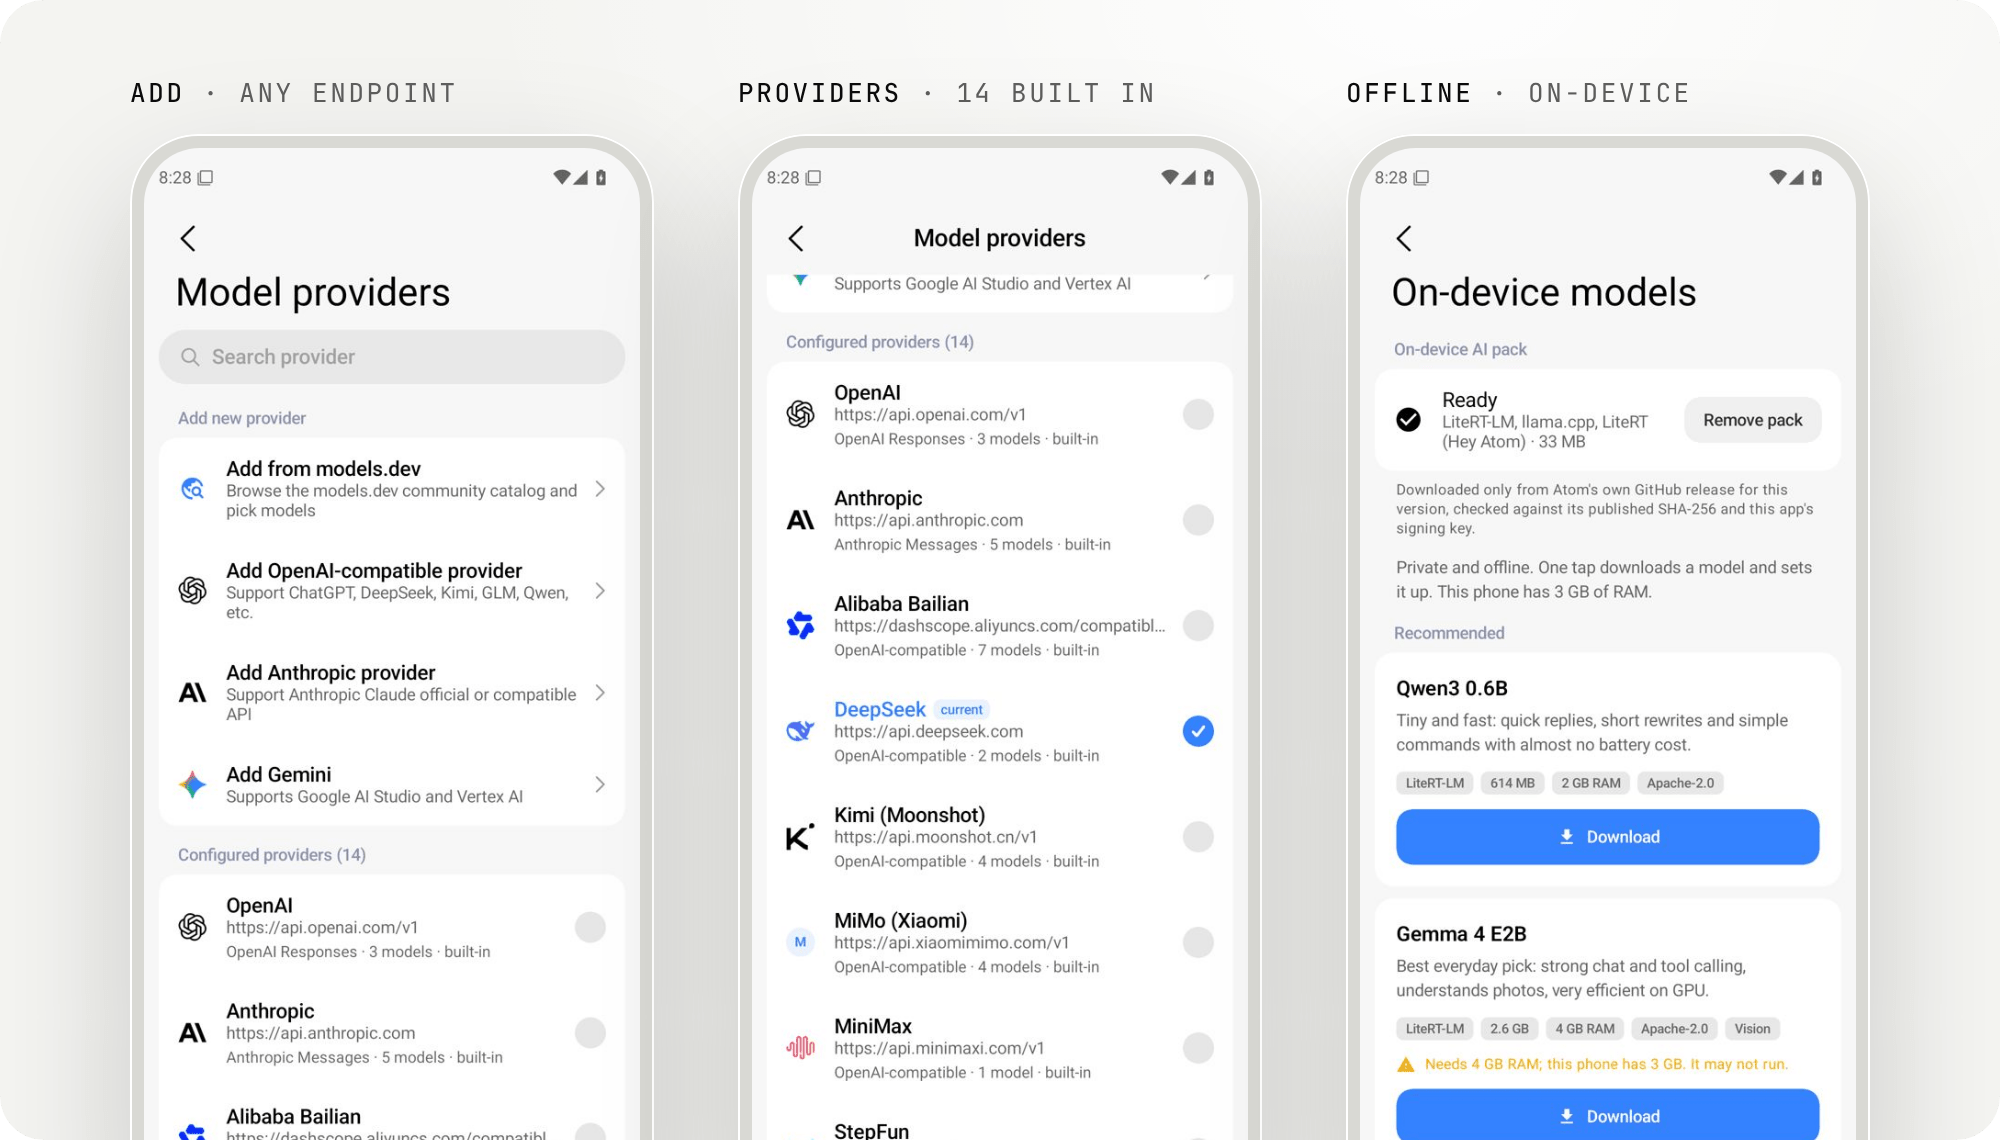 ADD · ANY ENDPOINT
8:28
Model providers
Search provider
Add new provider
Add from models.dev
Browse the models.dev community catalog and
pick models
Add OpenAI-compatible provider
Support ChatGPT, DeepSeek, Kimi, GLM, Qwen,
etc.
Add Anthropic provider
Support Anthropic Claude official or compatible
API
Add Gemini
Supports Google AI Studio and Vertex AI
Configured providers (14)
OpenAI
https://api.openai.com/v1
OpenAI Responses · 3 models · built-in
Anthropic
https://api.anthropic.com
Anthropic Messages · 5 models · built-in
Alibaba Bailian
https://dashscope.aliyuncs.com/compatibl
PROVIDERS · 14 BUILT IN
8:28
Model providers
Supports Google AI Studio and Vertex AI
Configured providers (14)
OpenAI
https://api.openai.com/v1
OpenAI Responses · 3 models · built-in
Anthropic
https://api.anthropic.com
Anthropic Messages · 5 models · built-in
Alibaba Bailian
https://dashscope.aliyuncs.com/compatibl...
OpenAI-compatible · 7 models · built-in
DeepSeek current
https://api.deepseek.com
OpenAI-compatible · 2 models · built-in
Kimi (Moonshot)
https://api.moonshot.cn/v1
OpenAI-compatible · 4 models · built-in
M
MiMo (Xiaomi)
https://api.xiaomimimo.com/v1
OpenAI-compatible · 4 models · built-in
MiniMax
https://api.minimaxi.com/v1
OpenAI-compatible · 1 model · built-in
StepFun
OFFLINE · ON-DEVICE
8:28
On-device models
On-device AI pack
Ready
LiteRT-LM, llama.cpp, LiteRT
(Hey Atom) · 33 MB
Remove pack
Downloaded only from Atom's own GitHub release for this
version, checked against its published SHA-256 and this app's
signing key.
Private and offline. One tap downloads a model and sets
it up. This phone has 3 GB of RAM.
Recommended
Qwen3 0.6B
Tiny and fast: quick replies, short rewrites and simple
commands with almost no battery cost.
LiteRT-LM 614 MB 2 GB RAM Apache-2.0
Download
Gemma 4 E2B
Best everyday pick: strong chat and tool calling,
understands photos, very efficient on GPU.
LiteRT-LM 2.6 GB 4 GB RAM Apache-2.0 Vision
Needs 4 GB RAM; this phone has 3 GB. It may not run.
Download